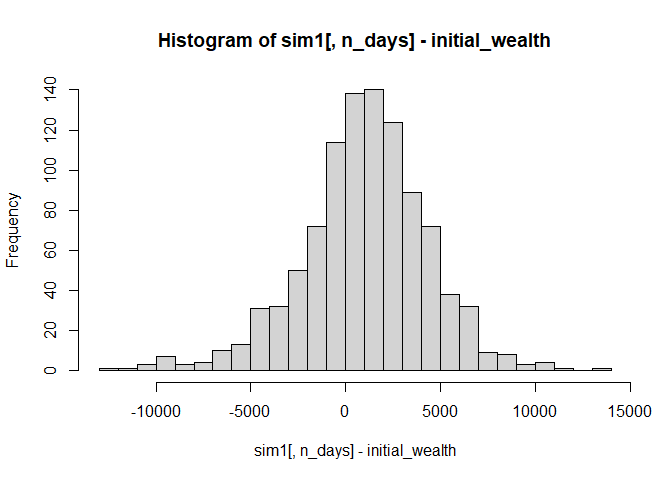 Histogram of sim1[, n_days] - initial_wealth
Frequency
140
120
100
80
60
40
20
0
-10000 -5000 0 5000 10000 15000
sim1[, n_days] - initial_wealth